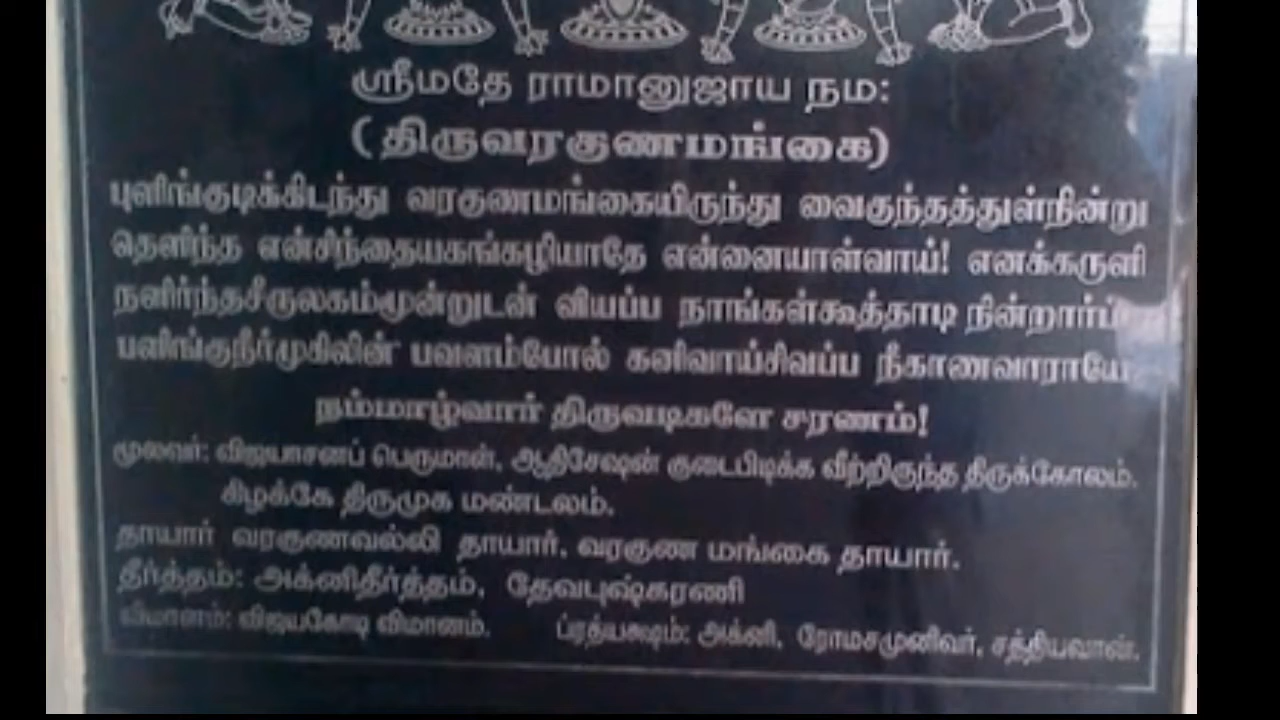 ஸ்ரீமதே ராமானுஜாய நம:
(திருவரகுணமங்கை)
புளிங்குடிக்கிடந்து வரகுணமங்கையிருந்து வைகுந்தத்துள்நின்று
தெளிந்த என்சிந்தையகங்கழியாதே என்னையாள்வாய்! எனக்கருளி
நளிர்ந்தசீருலகம்மூன்றுடன் வியப்ப நாங்கள்கூத்தாடி நின்றார்ப்ப
பளிங்குநீர்முகிலின் பவளம்போல் கனிவாய்சிவப்ப நீகாணவாராயே
நம்மாழ்வார் திருவடிகளே சரணம்!
மூலவர்: விஜயாசனப் பெருமாள், ஆதிசேஷன் குடைபிடிக்க வீற்றிருந்த திருக்கோலம்.
கிழக்கே திருமுக மண்டலம்.
தாயார் வரகுணவல்லி தாயார். வரகுண மங்கை தாயார்.
தீர்த்தம்: அக்னிதீர்த்தம், தேவபுஷ்கரணி
விமானம்: விஜயகோடி விமானம். ப்ரத்யக்ஷம்: அக்னி, ரோமசமுனிவர், சத்தியவான்.